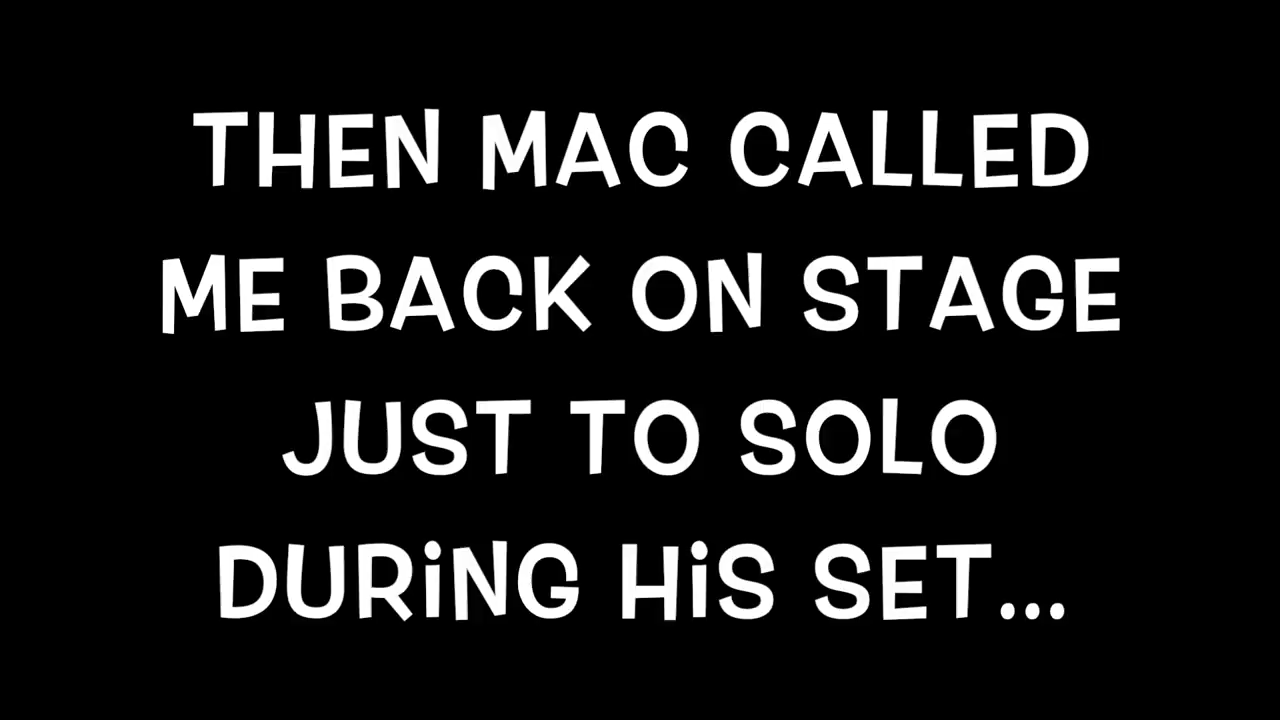 THEN MAC CALLED
ME BACK ON STAGE
JUST TO SOLO
DURiNG HiS SET...